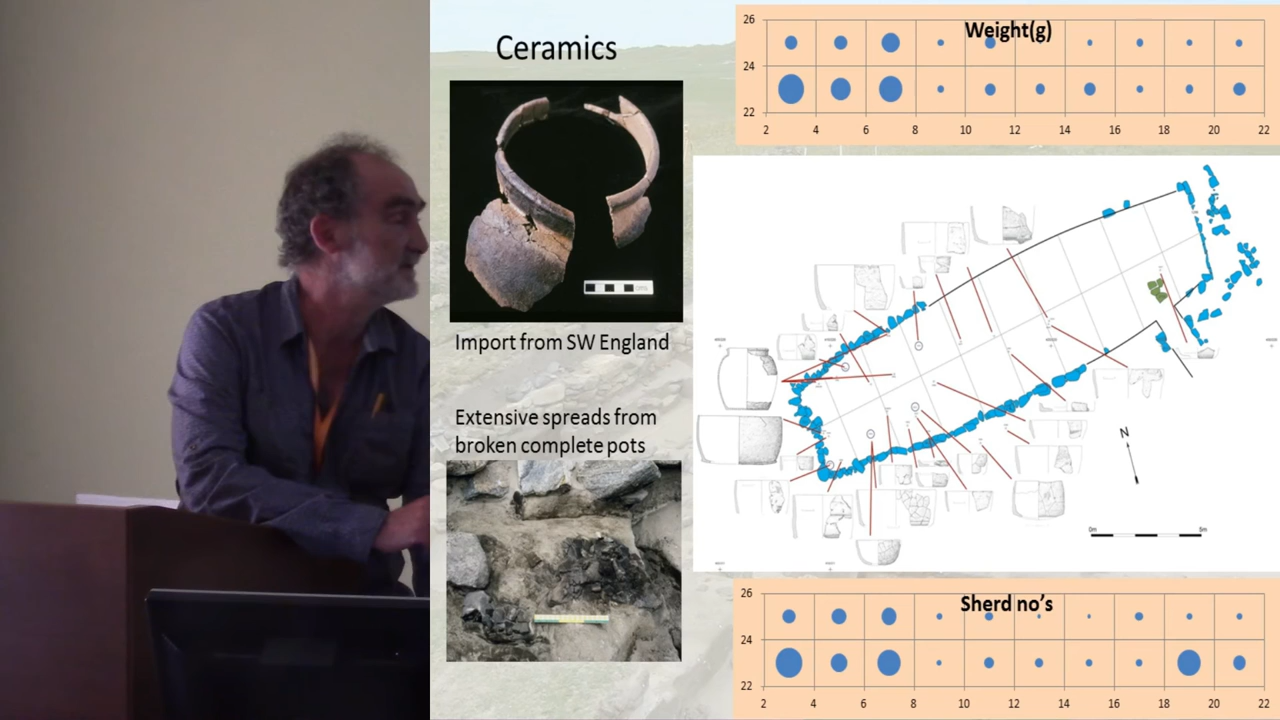 Ceramics
Import from SW England
Extensive spreads from
broken complete pots
Weight(g)
26
24
22
2 4 6 8 10 12 14 16 18 20 22
N
0m 5m
Sherd no's
26
24
22
2 4 6 8 10 12 14 16 18 20 22